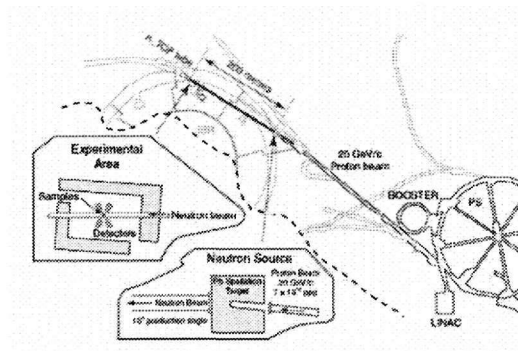 n_TOF tube
200 meters
Experimental
Area
Samples
Neutron beam
Detectors
20 GeV/c
Proton beam
BOOSTER
PS
LINAC
Neutron Source
Pb Spallation
Target
Proton Beam
20 GeV/c
Neutron Beam
10° production angle